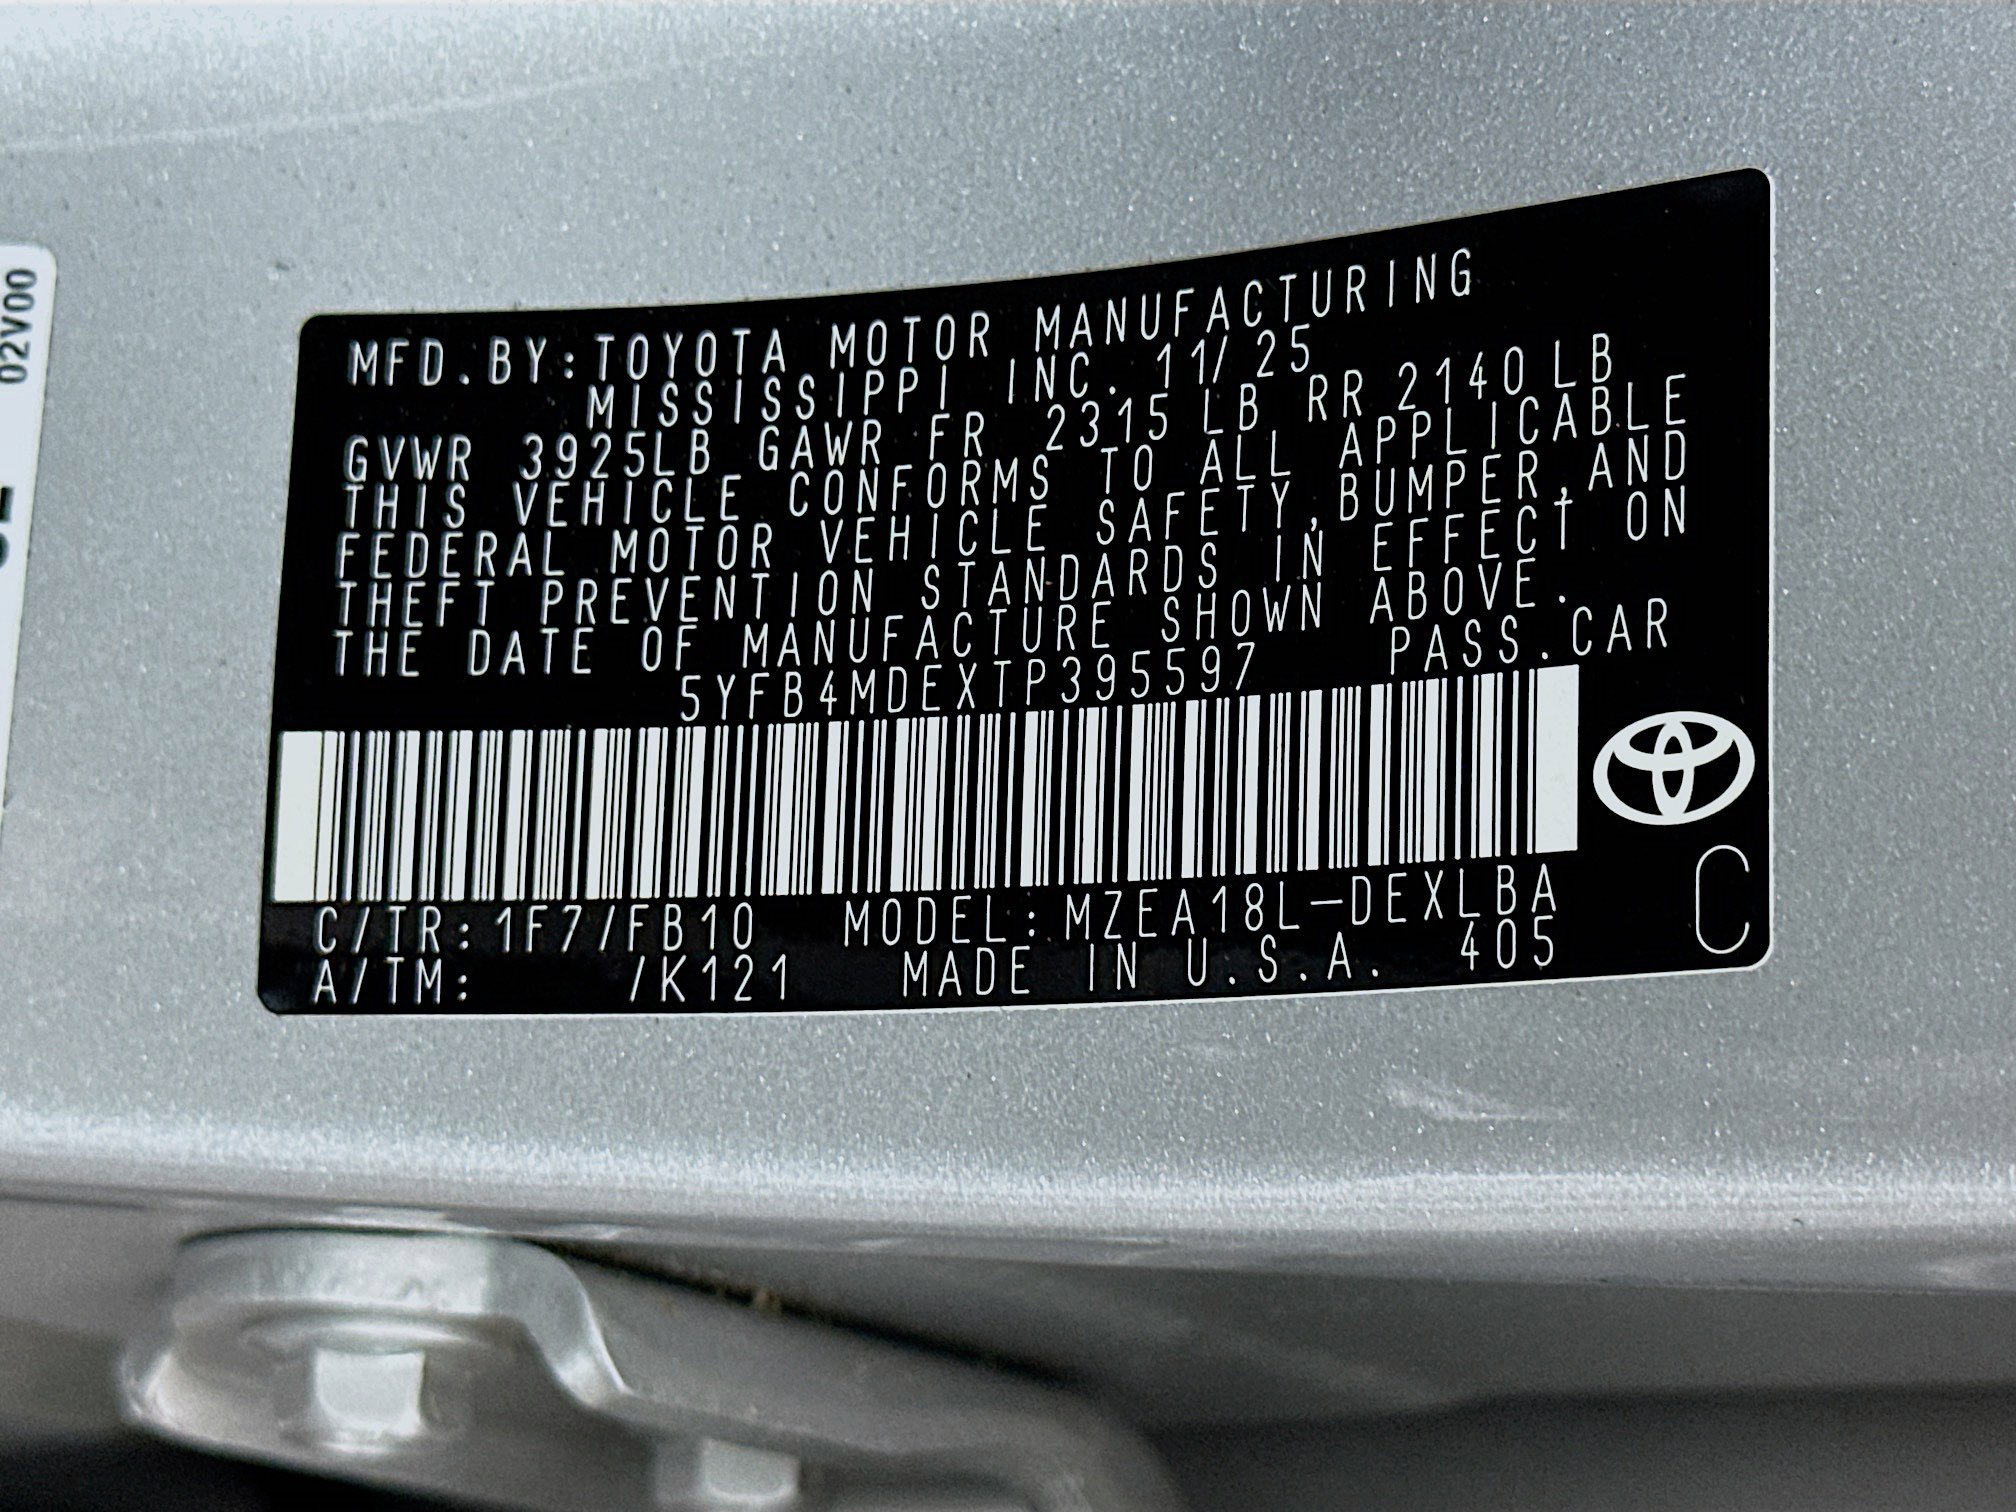 02V00
MFD.BY:TOYOTA MOTOR MANUFACTURING
MISSISSIPPI INC. 11/25
GVWR 3925LB GAWR FR 2315LB RR 2140LB
THIS VEHICLE CONFORMS TO ALL APPLICABLE
FEDERAL MOTOR VEHICLE SAFETY,BUMPER,AND
THEFT PREVENTION STANDARDS IN EFFECT ON
THE DATE OF MANUFACTURE SHOWN ABOVE.
5YFB4MDEXTP395597 PASS.CAR
C/TR:1F7/FB10 MODEL:MZEA18L-DEXLBA
A/TM: /K121 MADE IN U.S.A. 405
C